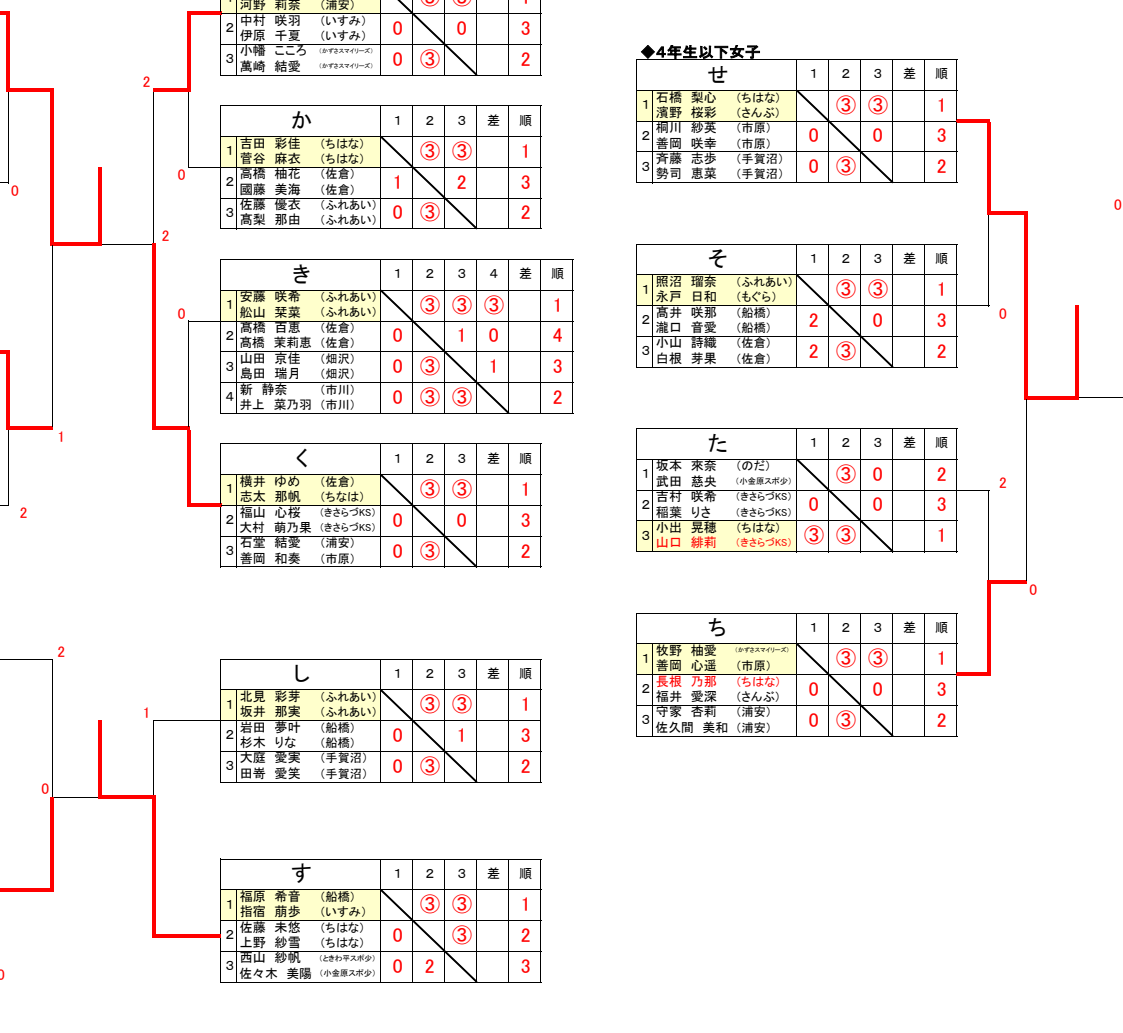 1 河野 莉奈 （浦安） ③ ③ 1
2 中村 咲羽 （いすみ） 0 0 3
伊原 千夏 （いすみ）
3 小幡 こころ （かずさスマイリーズ） 0 ③ 2
萬崎 結愛 （かずさスマイリーズ）
2
0
か 1 2 3 差 順
1 吉田 彩佳 （ちはな） ③ ③ 1
菅谷 麻衣 （ちはな）
2 高橋 柚花 （佐倉） 1 2 3
國藤 美海 （佐倉）
3 佐藤 優衣 （ふれあい） 0 ③ 2
髙梨 那由 （ふれあい）
0
2
き 1 2 3 4 差 順
1 安藤 咲希 （ふれあい） ③ ③ ③ 1
舩山 栞菜 （ふれあい）
2 髙橋 百恵 （佐倉） 0 1 0 4
髙橋 茉莉恵 （佐倉）
3 山田 京佳 （畑沢） 0 ③ 1 3
島田 瑞月 （畑沢）
4 新 静奈 （市川） 0 ③ ③ 2
井上 菜乃羽 （市川）
0
1
2
く 1 2 3 差 順
1 横井 ゆめ （佐倉） ③ ③ 1
志太 那帆 （ちなは）
2 福山 心桜 （きさらづKS） 0 0 3
大村 萌乃果 （きさらづKS）
3 石堂 結愛 （浦安） 0 ③ 2
善岡 和奏 （市原）
2
1
0
し 1 2 3 差 順
1 北見 彩芽 （ふれあい） ③ ③ 1
坂井 那実 （ふれあい）
2 岩田 夢叶 （船橋） 0 1 3
杉木 りな （船橋）
3 大庭 愛実 （手賀沼） 0 ③ 2
田嵜 愛笑 （手賀沼）
す 1 2 3 差 順
1 福原 希音 （船橋） ③ ③ 1
指宿 萠歩 （いすみ）
2 佐藤 未悠 （ちはな） 0 ③ 2
上野 紗雪 （ちはな）
3 西山 紗帆 （ときわ平スポ少） 0 2 3
佐々木 美陽 （小金原スポ少）
0
◆4年生以下女子
せ 1 2 3 差 順
1 石橋 梨心 （ちはな） ③ ③ 1
濱野 桜彩 （さんぶ）
2 桐川 紗英 （市原） 0 0 3
善岡 咲幸 （市原）
3 斉藤 志歩 （手賀沼） 0 ③ 2
勢司 恵菜 （手賀沼）
0
そ 1 2 3 差 順
1 照沼 瑠奈 （ふれあい） ③ ③ 1
永戸 日和 （もぐら）
2 髙井 咲那 （船橋） 2 0 3
瀧口 音愛 （船橋）
3 小山 詩織 （佐倉） 2 ③ 2
白根 芽果 （佐倉）
0
た 1 2 3 差 順
1 坂本 來奈 （のだ） ③ 0 2
武田 慈央 （小金原スポ少）
2 吉村 咲希 （きさらづKS） 0 0 3
稲葉 りさ （きさらづKS）
3 小出 晃穂 （ちはな） ③ ③ 1
山口 緋莉 （きさらづKS）
2
0
ち 1 2 3 差 順
1 牧野 柚愛 （かずさスマイリーズ） ③ ③ 1
善岡 心遥 （市原）
2 長根 乃那 （ちはな） 0 0 3
福井 愛深 （さんぶ）
3 守家 杏莉 （浦安） 0 ③ 2
佐久間 美和 （浦安）